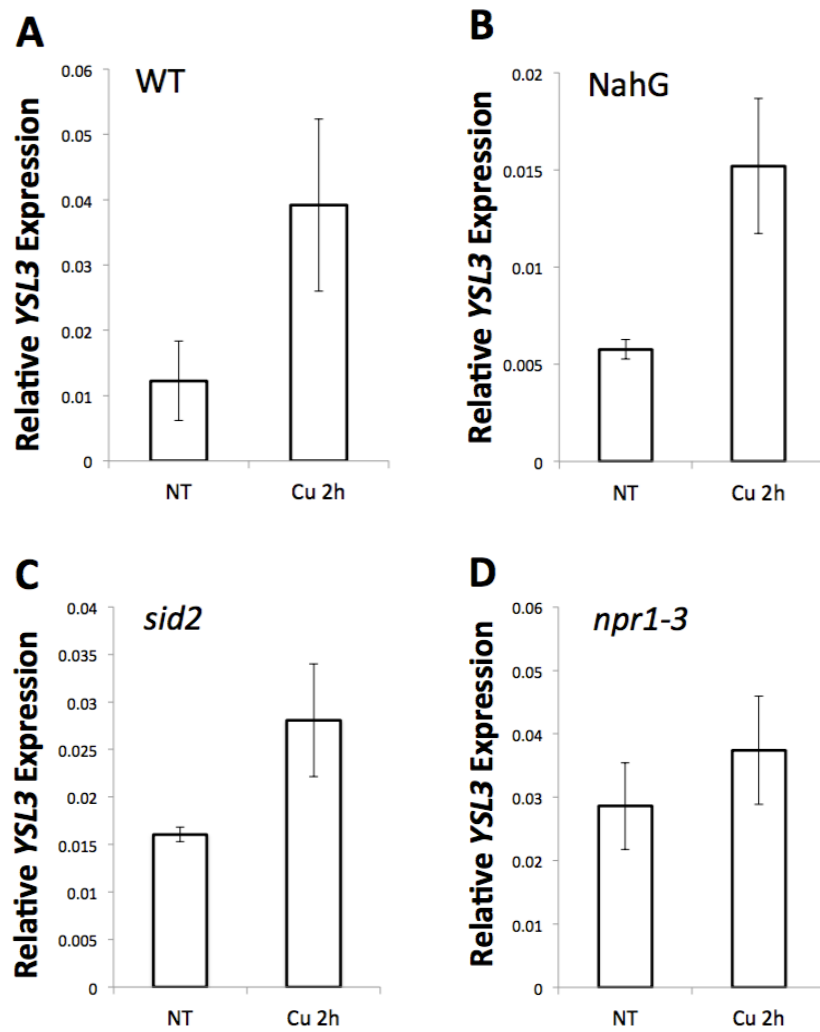 A
WT
Relative YSL3 Expression
0.06
0.05
0.04
0.03
0.02
0.01
0
NT
Cu 2h
B
NahG
Relative YSL3 Expression
0.02
0.015
0.01
0.005
0
NT
Cu 2h
C
sid2
Relative YSL3 Expression
0.04
0.035
0.03
0.025
0.02
0.015
0.01
0.005
0
NT
Cu 2h
D
npr1-3
Relative YSL3 Expression
0.06
0.05
0.04
0.03
0.02
0.01
0
NT
Cu 2h